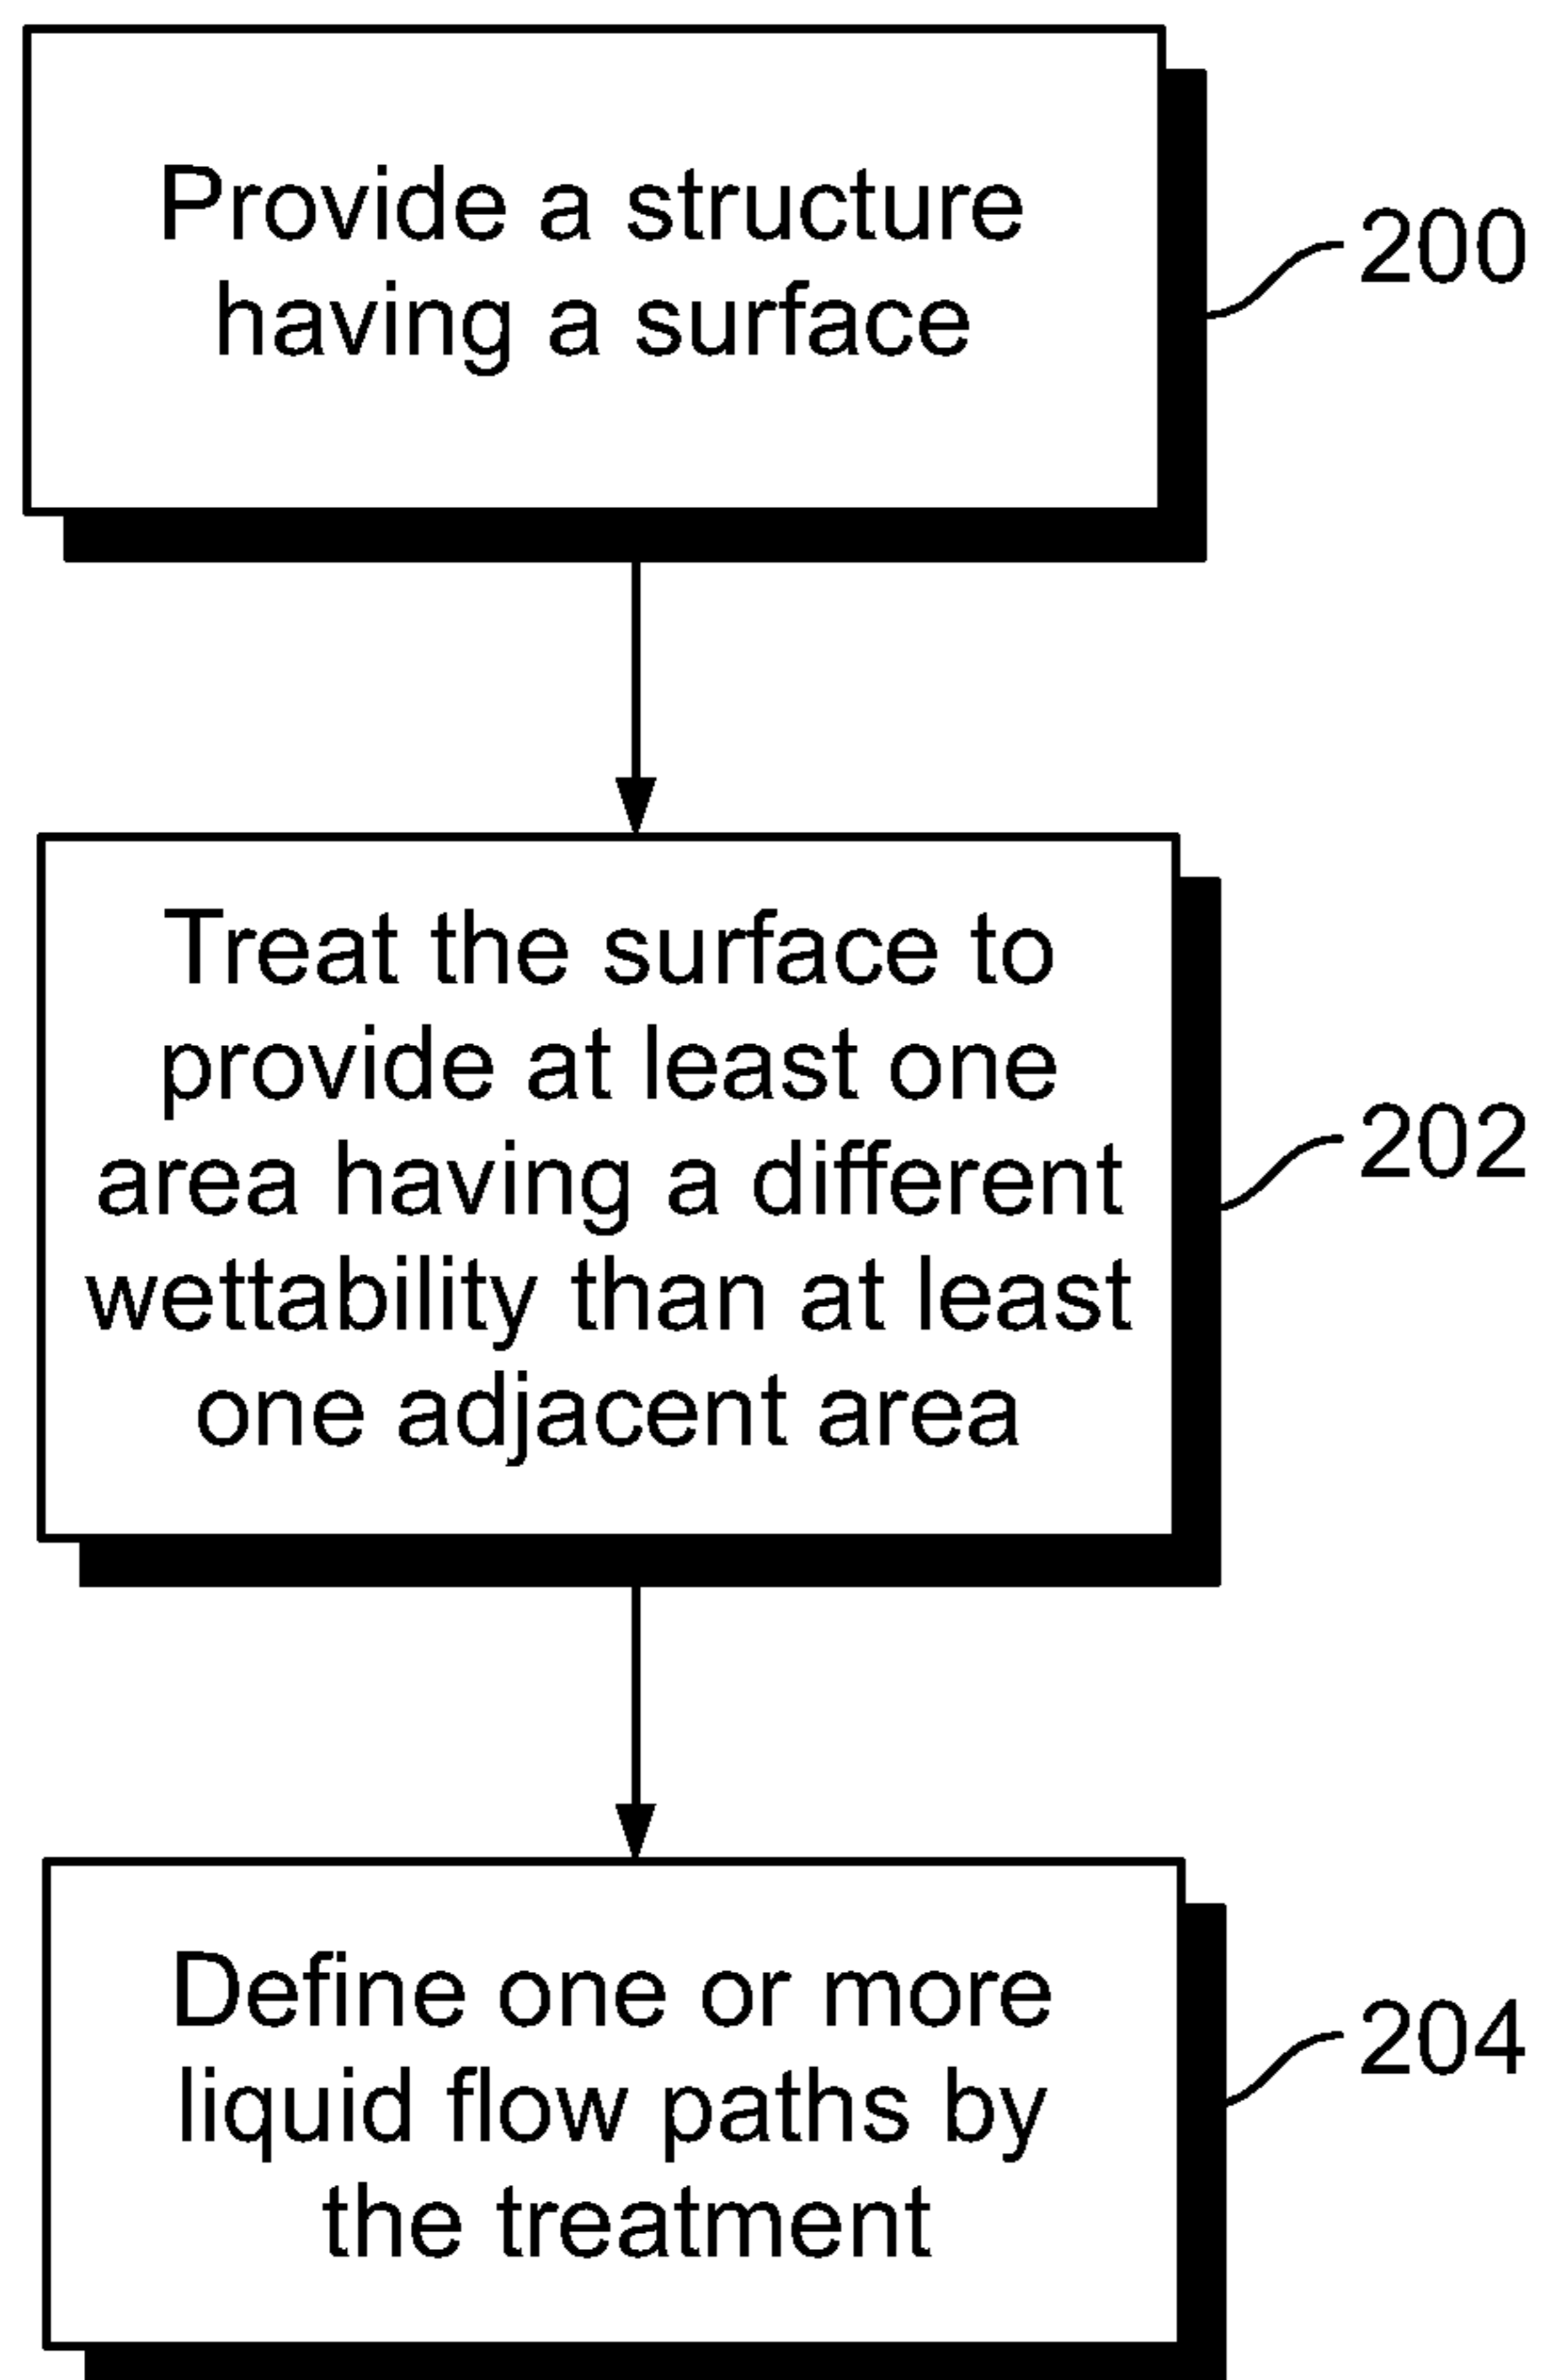 Provide a structure
having a surface
200
Treat the surface to
provide at least one
area having a different
wettability than at least
one adjacent area
202
Define one or more
liquid flow paths by
the treatment
204